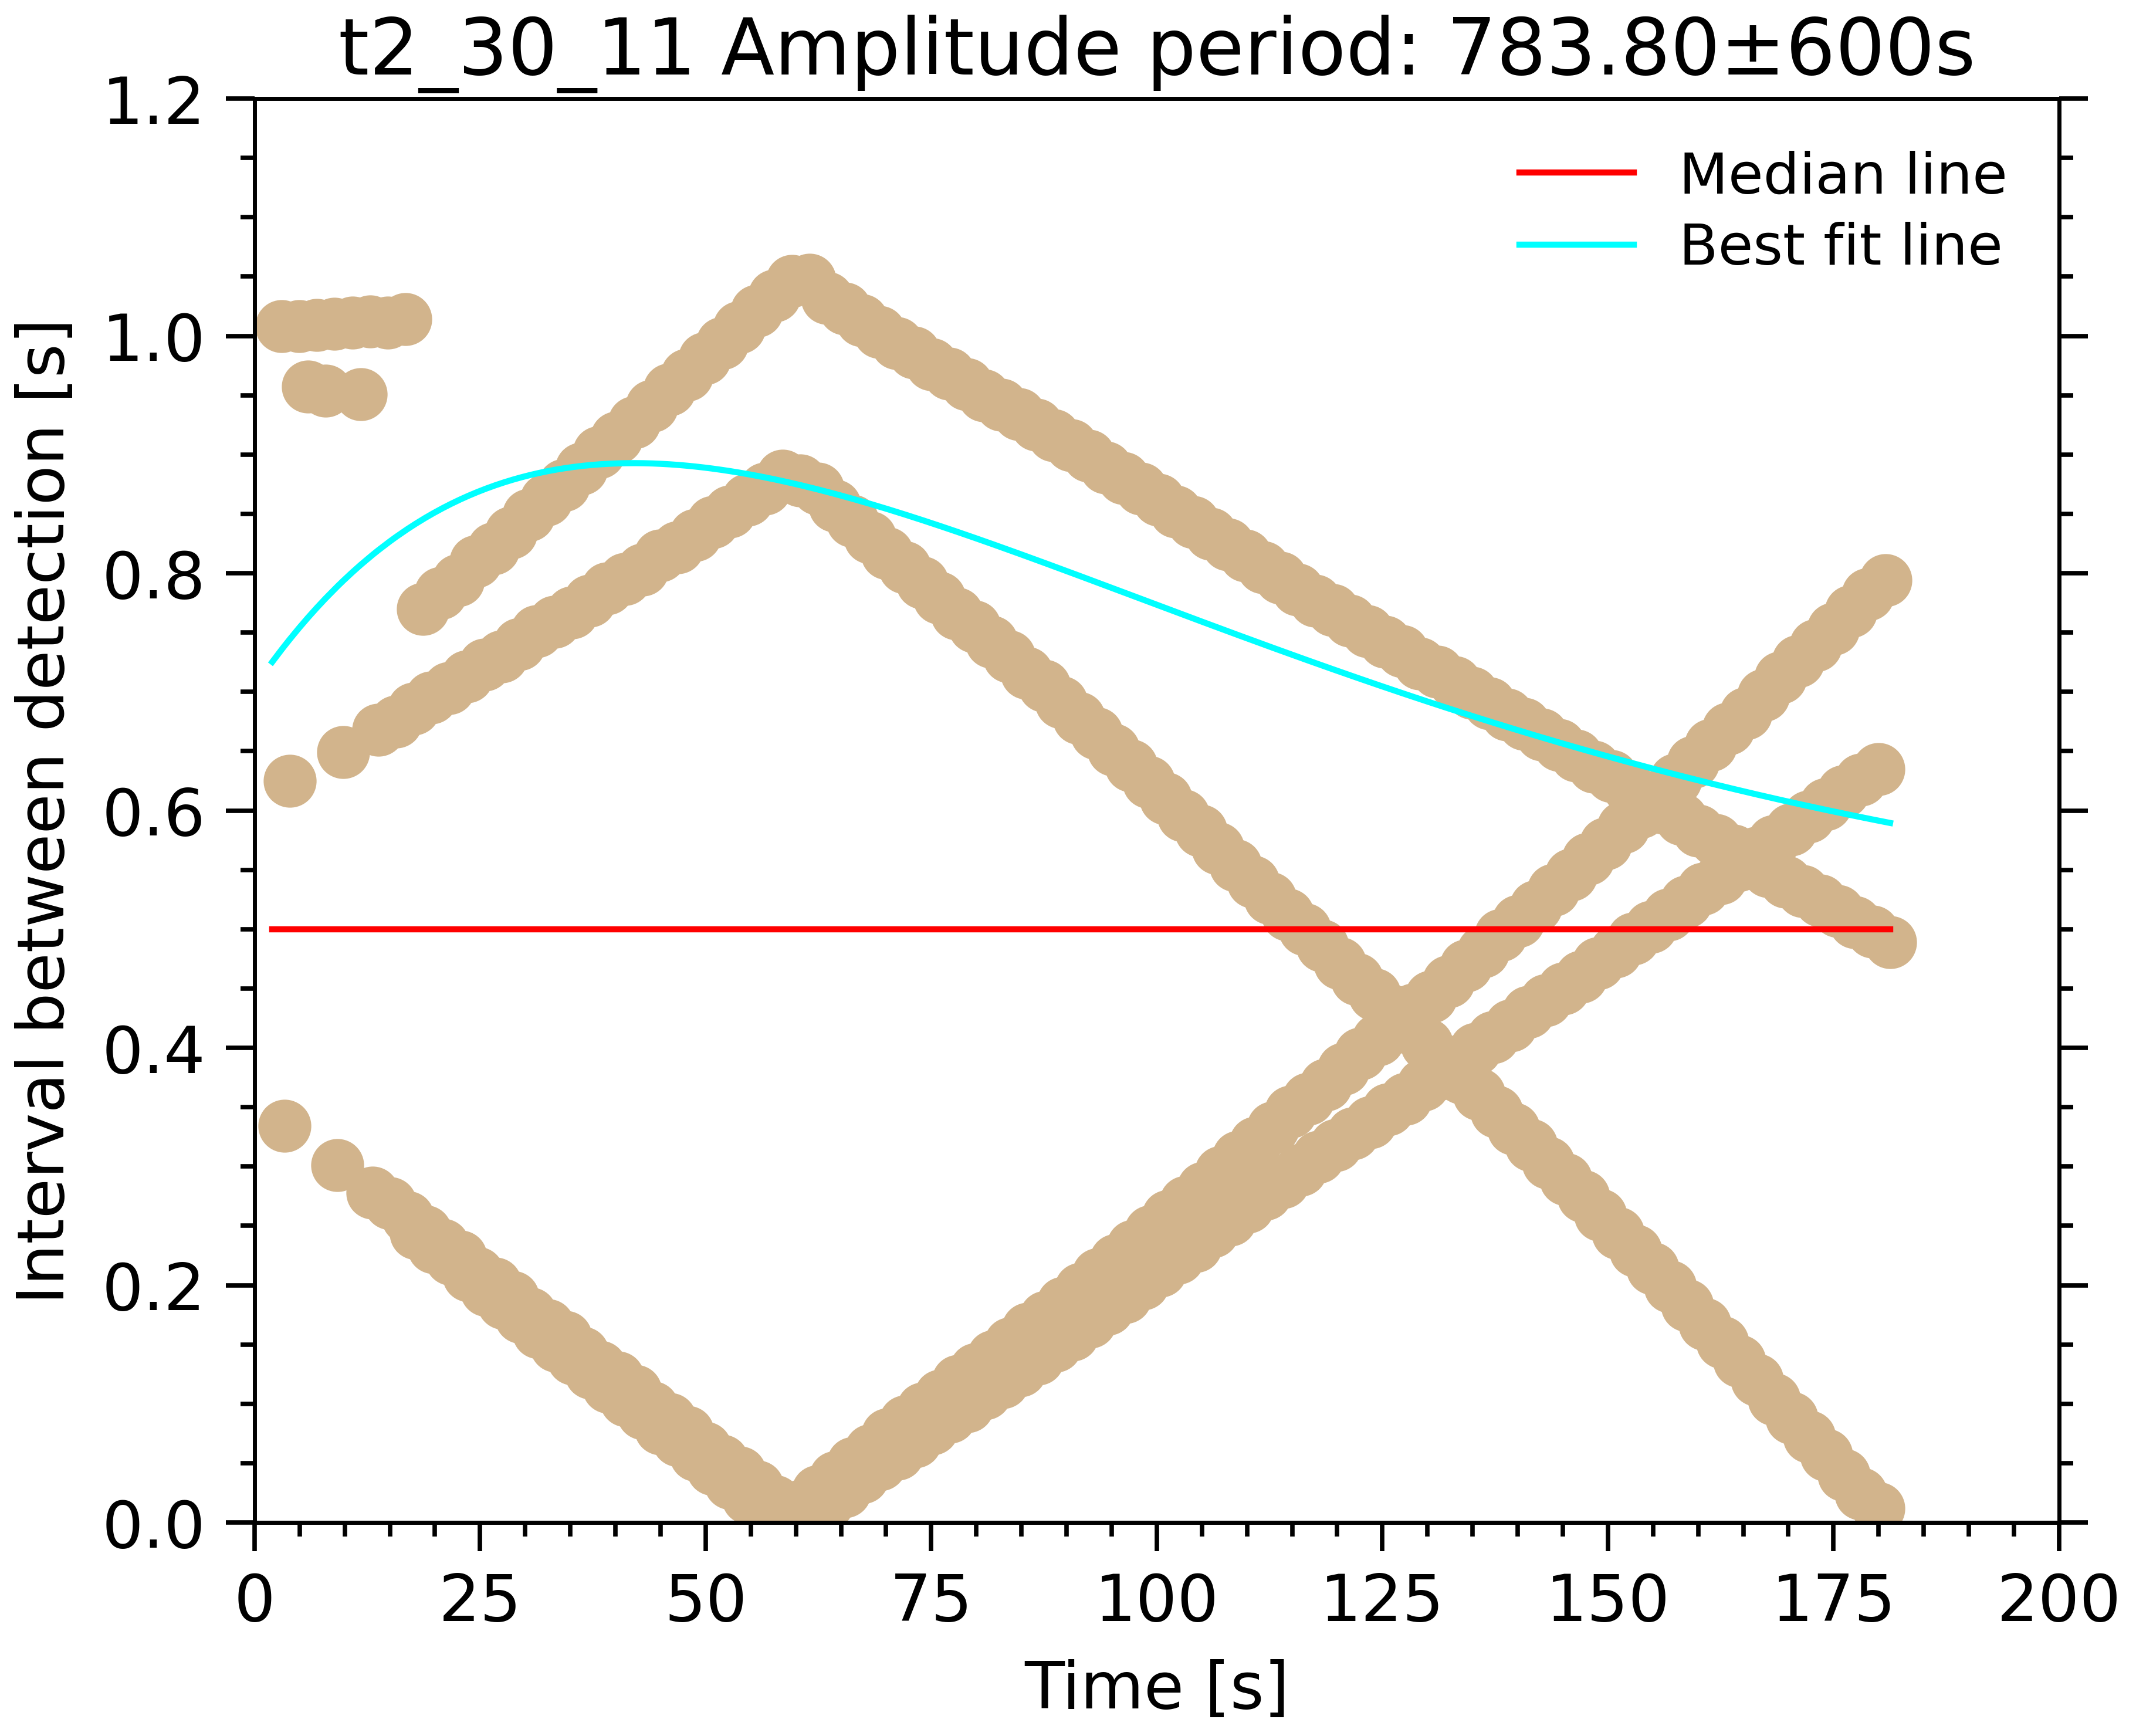 t2_30_11 Amplitude period: 783.80±600s
Median line
Best fit line
Interval between detection [s]
1.2
1.0
0.8
0.6
0.4
0.2
0.0
0 25 50 75 100 125 150 175 200
Time [s]